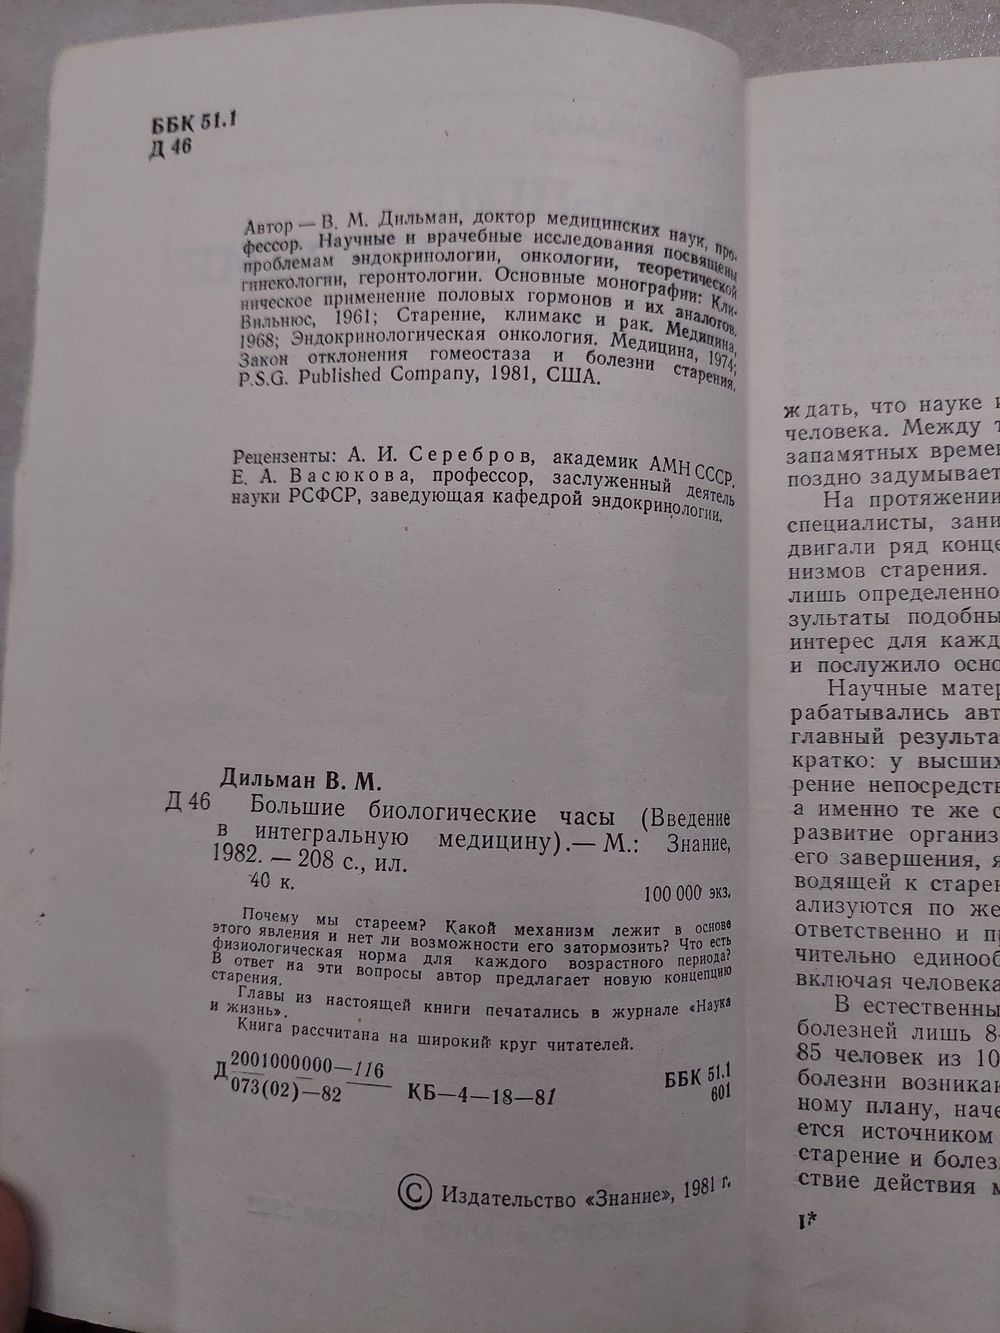 ББК 51.1
Д 46
Автор — В. М. Дильман, доктор медицинских наук, про-
фессор. Научные и врачебные исследования посвящены
проблемам эндокринологии, онкологии, теоретической
гинекологии, геронтологии. Основные монографии: Кли-
ническое применение половых гормонов и их аналогов.
Вильнюс, 1961; Старение, климакс и рак. Медицина,
1968; Эндокринологическая онкология. Медицина, 1974;
Закон отклонения гомеостаза и болезни старения.
P.S.G. Published Company, 1981, США.
Рецензенты: А. И. Серебров, академик АМН СССР,
Е. А. Васюкова, профессор, заслуженный деятель
науки РСФСР, заведующая кафедрой эндокринологии.
Дильман В. М.
Д 46 Большие биологические часы (Введение
в интегральную медицину).— М.: Знание,
1982. — 208 с., ил.
40 к.
100 000 экз.
Почему мы стареем? Какой механизм лежит в основе
этого явления и нет ли возможности его затормозить? Что есть
физиологическая норма для каждого возрастного периода?
В ответ на эти вопросы автор предлагает новую концепцию
старения.
Главы из настоящей книги печатались в журнале «Наука
и жизнь».
Книга рассчитана на широкий круг читателей.
Д 2001000000—116
073(02)—82
КБ—4—18—81
ББК 51.1
601
© Издательство «Знание», 1981 г.
ждать, что науке
человека. Между
запамятных времен
поздно задумывает
На протяжении
специалисты, зани
двигали ряд конце
низмов старения.
лишь определенно
зультаты подобны
интерес для кажд
и послужило осно
Научные матер
рабатывались авт
главный результа
кратко: у высших
рение непосредств
а именно те же с
развитие организ
его завершения, я
водящей к старен
ализуются по же
ответственно и пр
чительно единооб
включая человека
В естественны
болезней лишь 8-
85 человек из 10
болезни возникаю
ному плану, наче
ется источником
старение и болез
ствие действия м
1*